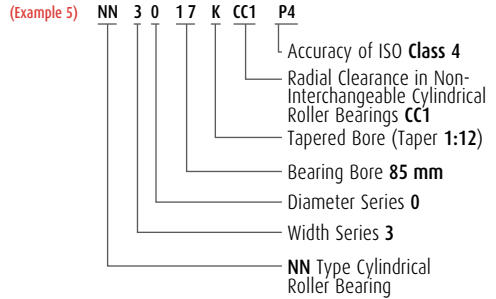 (Example 5) NN 3 0 17 K CC1 P4
Accuracy of ISO Class 4
Radial Clearance in Non-
Interchangeable Cylindrical
Roller Bearings CC1
Tapered Bore (Taper 1:12)
Bearing Bore 85 mm
Diameter Series 0
Width Series 3
NN Type Cylindrical
Roller Bearing